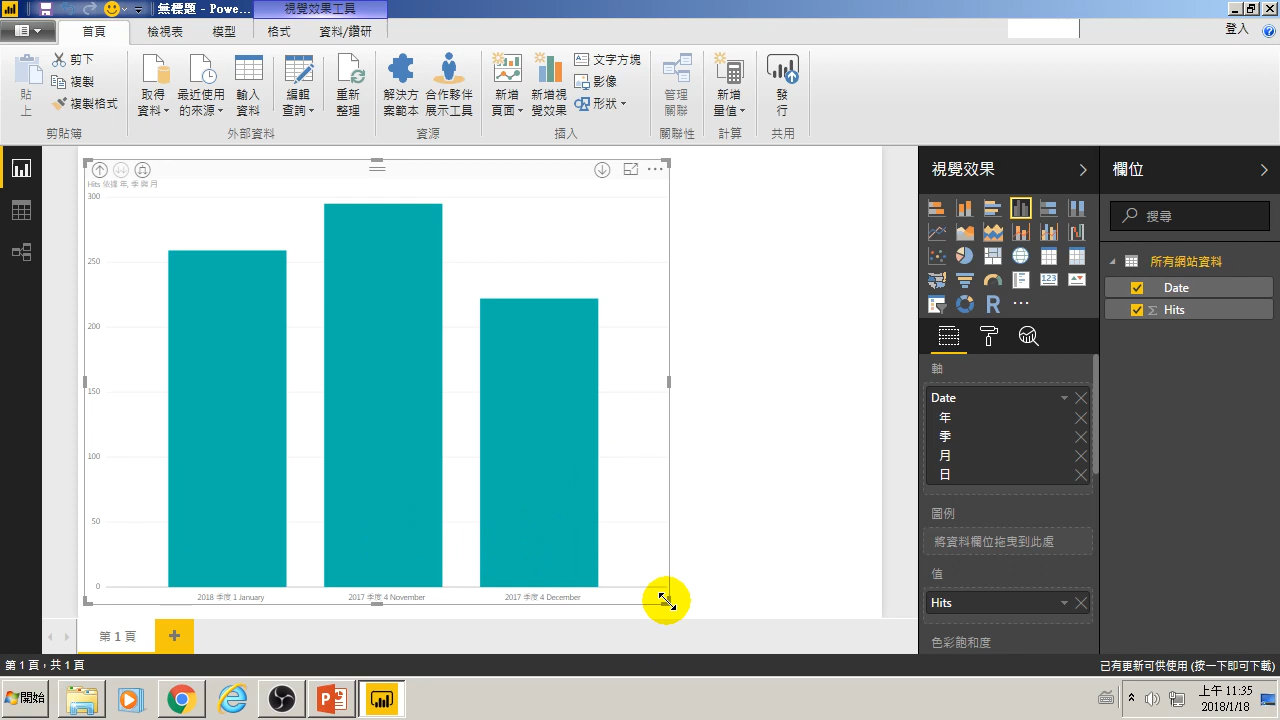 無標題 - Powe...
視覺效果工具
首頁
檢視表
模型
格式
資料/鑽研
登入
貼上
剪下
複製
複製格式
剪貼簿
取得資料
最近使用的來源
輸入資料
編輯查詢
外部資料
重新整理
解決方案範本
合作夥伴展示工具
資源
新增頁面
新增視覺效果
文字方塊
影像
形狀
插入
管理關聯
關聯性
新增量值
計算
發行
共用
Hits 依據 年, 季 與 月
300
250
200
150
100
50
0
2018 季度 1 January
2017 季度 4 November
2017 季度 4 December
視覺效果
123
R
軸
Date
年
季
月
日
圖例
將資料欄位拖曳到此處
值
Hits
色彩飽和度
欄位
搜尋
所有網站資料
Date
Σ Hits
第 1 頁
第 1 頁，共 1 頁
已有更新可供使用 (按一下即可下載)
開始
上午 11:35
2018/1/18